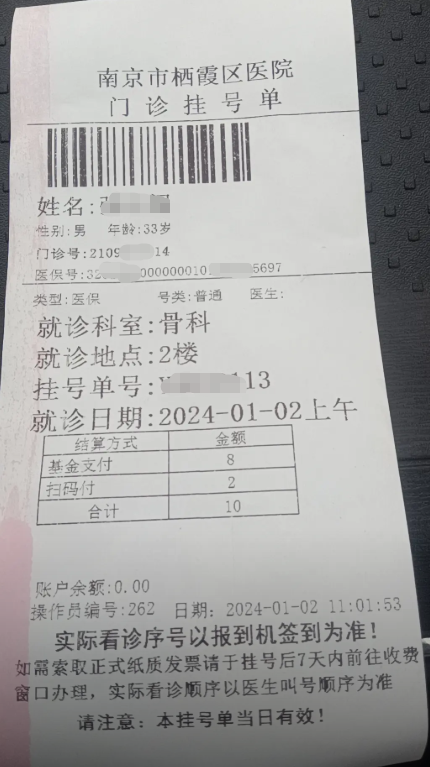 南京市栖霞区医院
门诊挂号单
姓名:
性别:男 年龄:33岁
门诊号:2109 14
医保号:320 0000000101 5697
类型:医保 号类:普通 医生:
就诊科室:骨科
就诊地点:2楼
挂号单号: 113
就诊日期:2024-01-02上午
结算方式 金额
基金支付 8
扫码付 2
合计 10
账户余额:0.00
操作员编号:262 日期: 2024-01-02 11:01:53
实际看诊序号以报到机签到为准!
如需索取正式纸质发票请于挂号后7天内前往收费
窗口办理，实际看诊顺序以医生叫号顺序为准
请注意: 本挂号单当日有效!